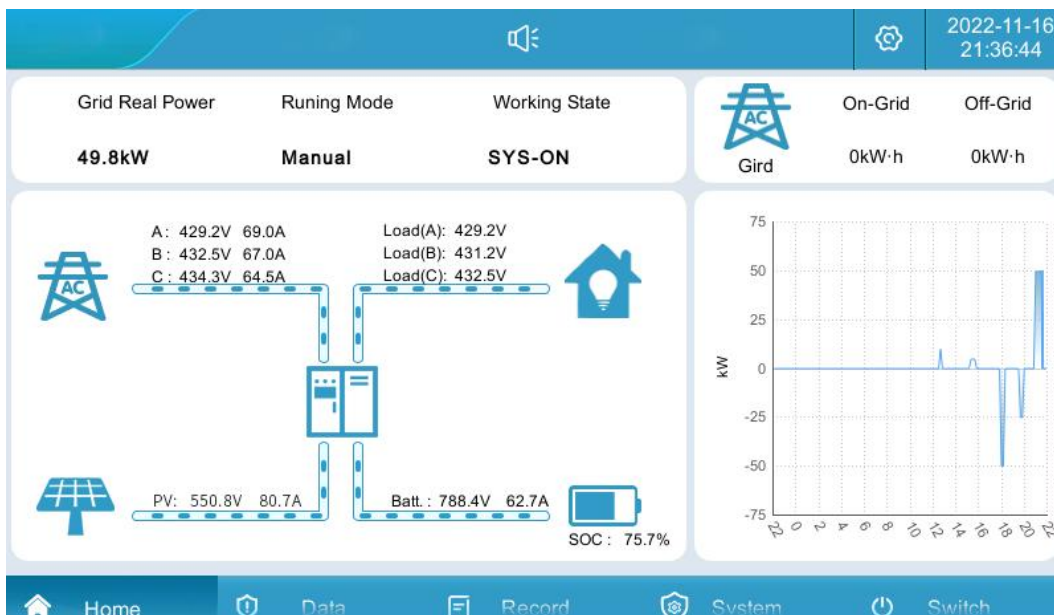 2022-11-16
21:36:44
Grid Real Power Runing Mode Working State
49.8kW Manual SYS-ON
AC
Gird
On-Grid Off-Grid
0kW·h 0kW·h
A: 429.2V 69.0A
B: 432.5V 67.0A
C: 434.3V 64.5A
Load(A): 429.2V
Load(B): 431.2V
Load(C): 432.5V
AC
PV: 550.8V 80.7A
Batt.: 788.4V 62.7A
SOC: 75.7%
75
50
25
0
-25
-50
-75
kW
22 0 2 4 6 8 10 12 14 16 18 20 22
Home Data Record System Switch